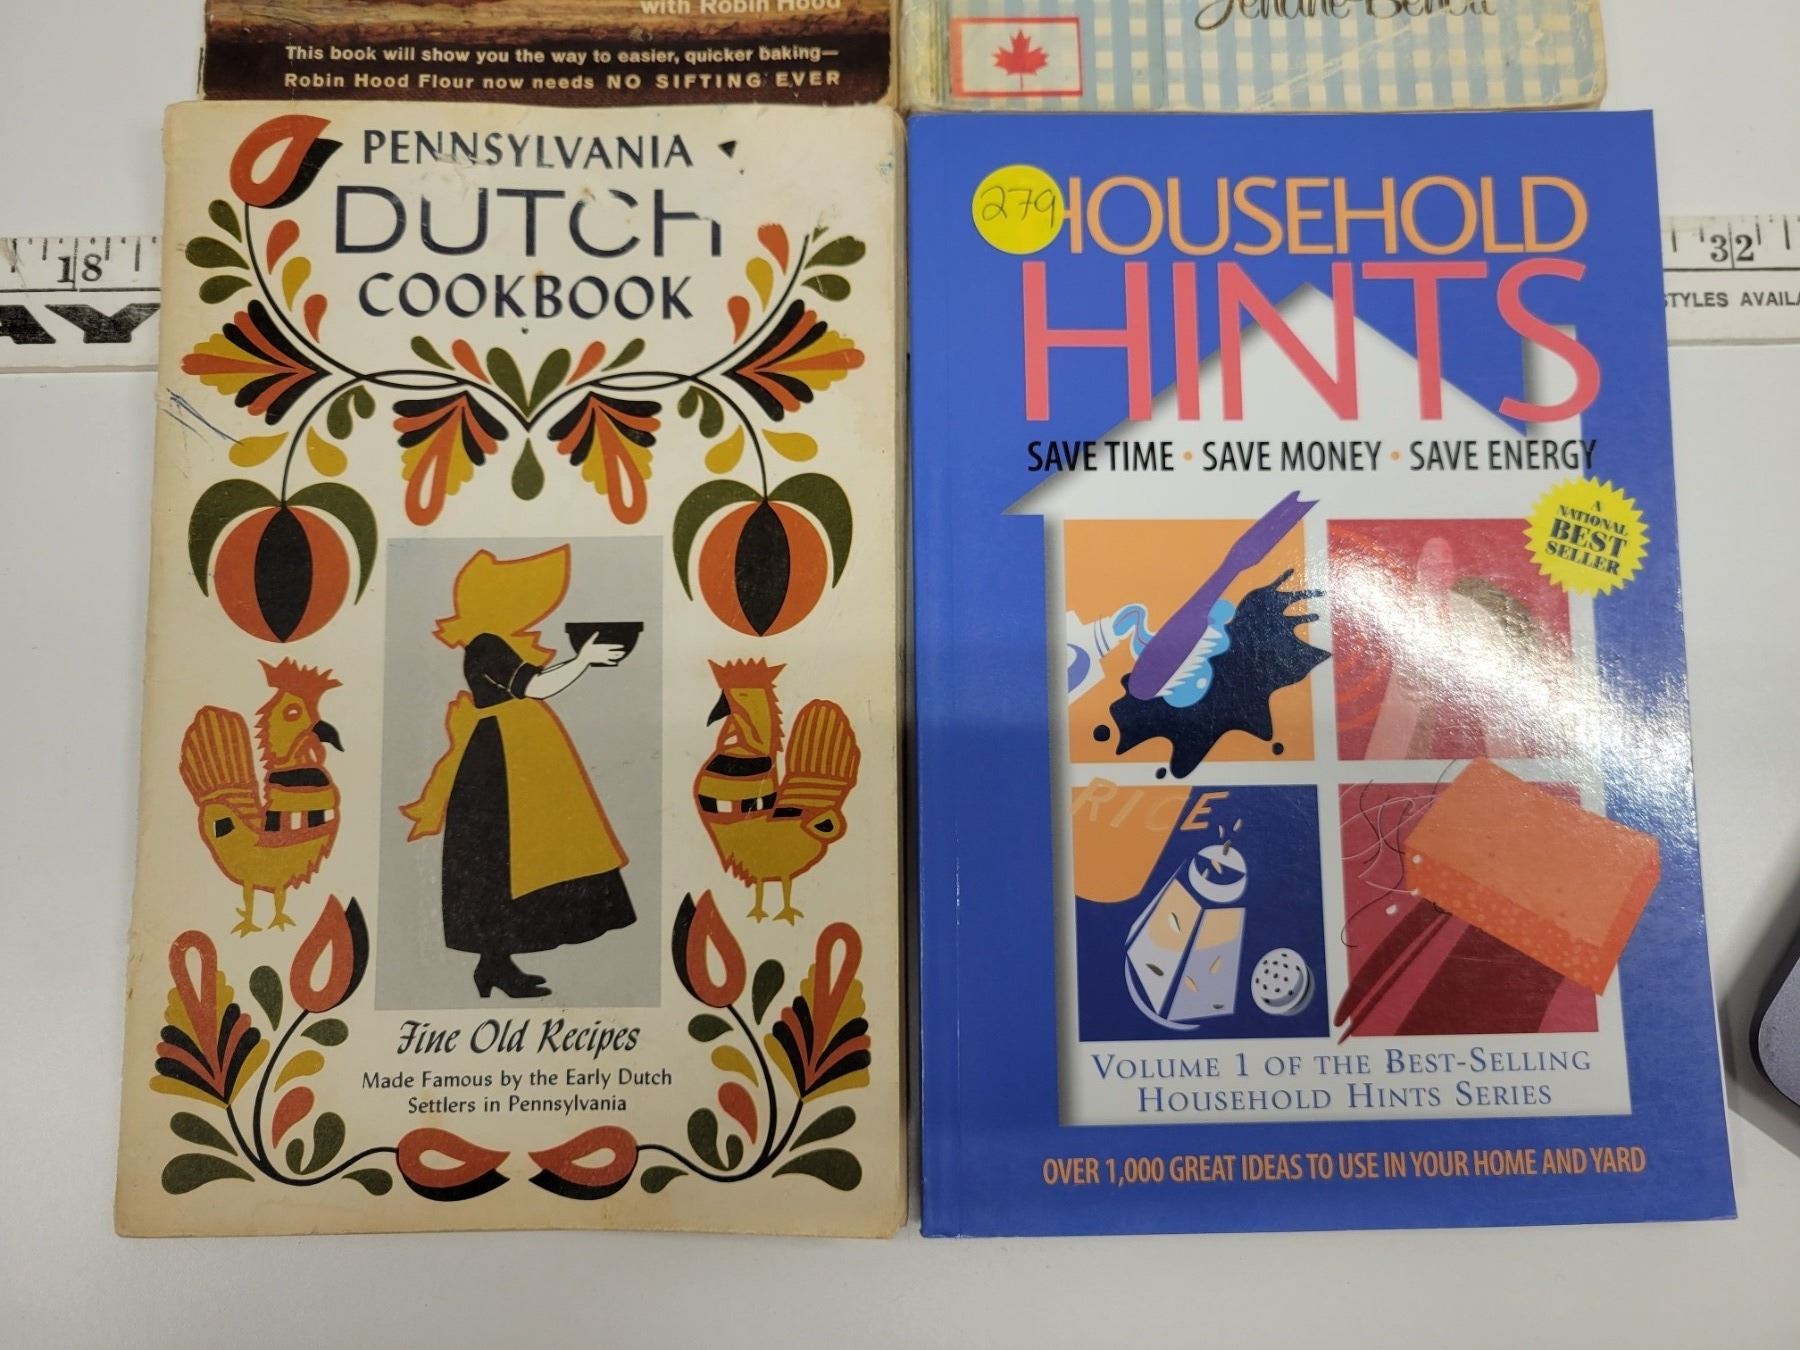 with Robin Hood
This book will show you the way to easier, quicker baking—
Robin Hood Flour now needs NO SIFTING EVER
PENNSYLVANIA
DUTCH
COOKBOOK
Fine Old Recipes
Made Famous by the Early Dutch
Settlers in Pennsylvania
279
HOUSEHOLD
HINTS
SAVE TIME • SAVE MONEY • SAVE ENERGY
A
NATIONAL
BEST
SELLER
RICE
VOLUME 1 OF THE BEST-SELLING
HOUSEHOLD HINTS SERIES
OVER 1,000 GREAT IDEAS TO USE IN YOUR HOME AND YARD
18
AY
32
STYLES